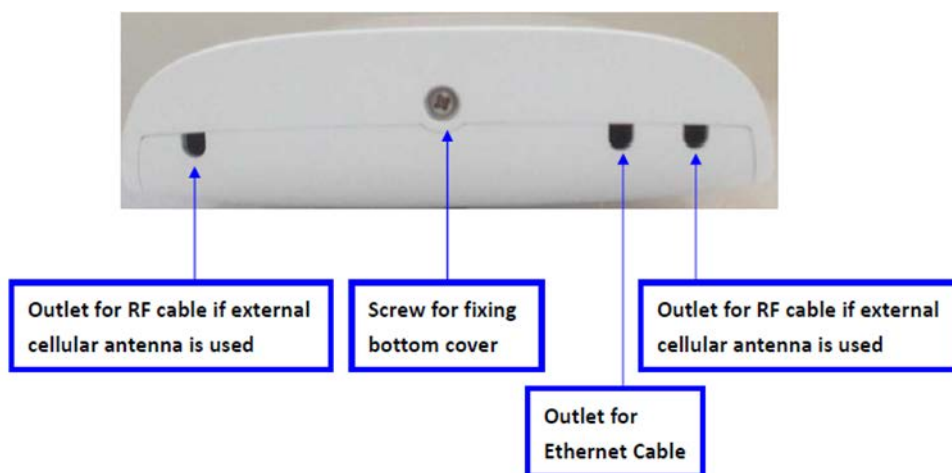 Outlet for RF cable if external
cellular antenna is used
Screw for fixing
bottom cover
Outlet for
Ethernet Cable
Outlet for RF cable if external
cellular antenna is used